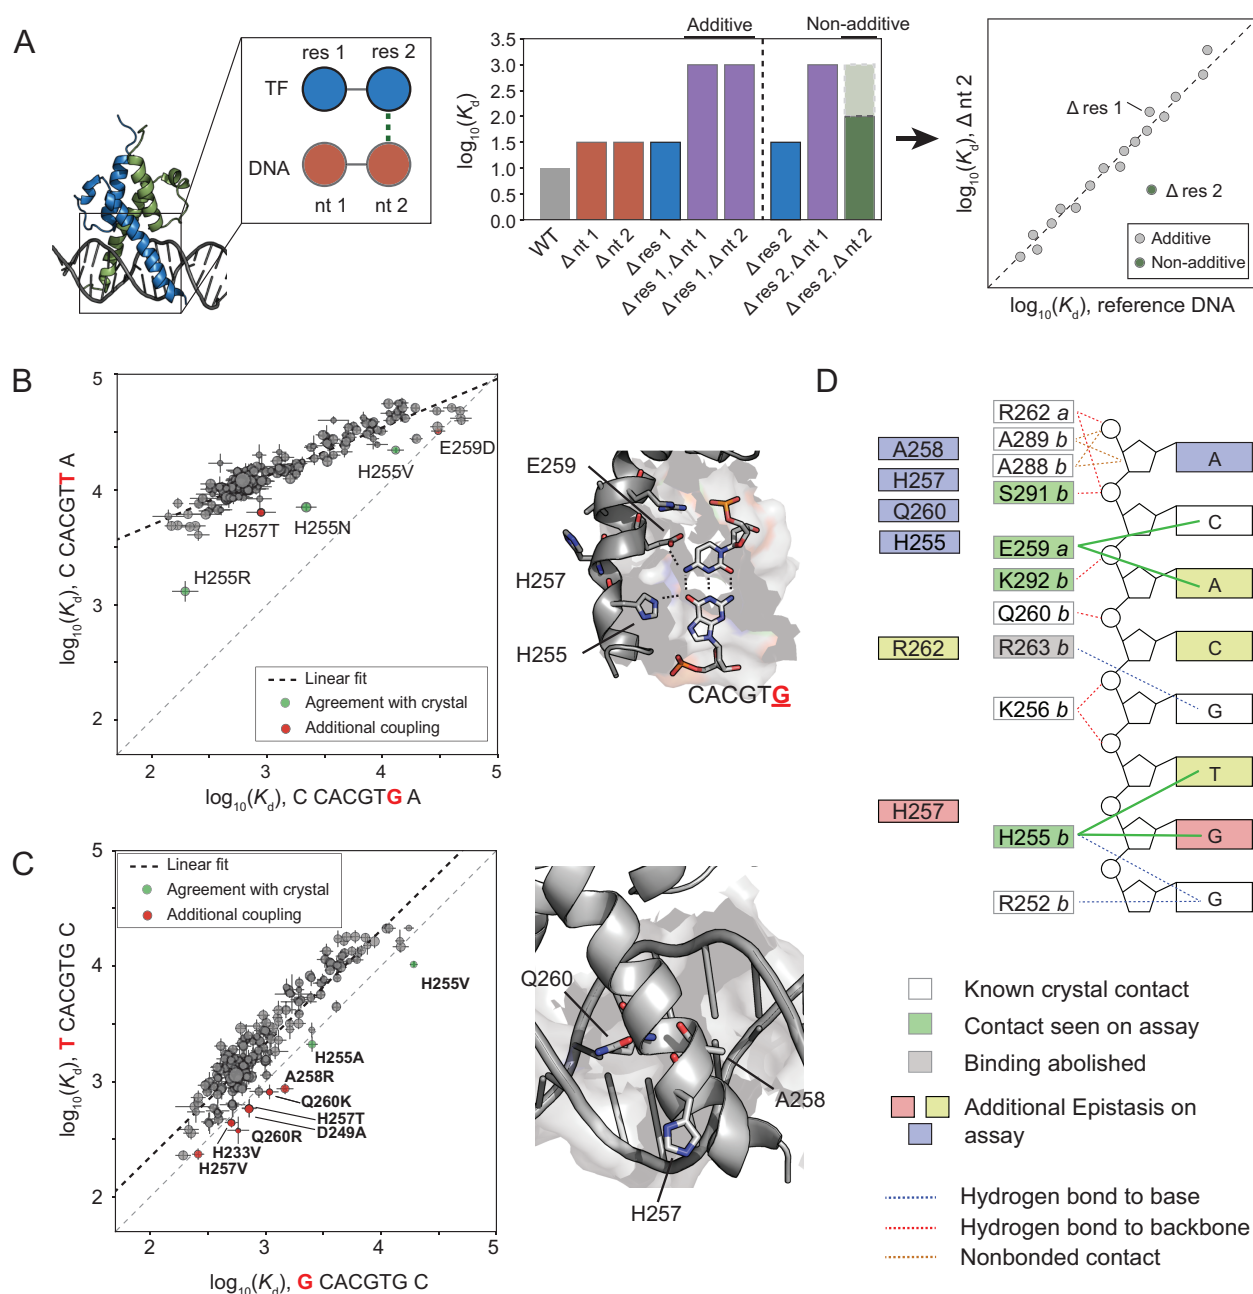 A
res 1
res 2
TF
DNA
nt 1
nt 2
Additive
Non-additive
log10(Kd)
3.5
3.0
2.5
2.0
1.5
1.0
0.5
0.0
WT
Δ nt 1
Δ nt 2
Δ res 1
Δ res 1, Δ nt 1
Δ res 1, Δ nt 2
Δ res 2
Δ res 2, Δ nt 1
Δ res 2, Δ nt 2
log10(Kd), Δ nt 2
Δ res 1
Δ res 2
Additive
Non-additive
log10(Kd), reference DNA
B
log10(Kd), C CACGTT A
5
4
3
2
E259D
H255V
H257T
H255N
H255R
Linear fit
Agreement with crystal
Additional coupling
2
3
4
5
log10(Kd), C CACGTG A
E259
H257
H255
CACGTG
C
log10(Kd), T CACGTG C
5
4
3
2
Linear fit
Agreement with crystal
Additional coupling
H255V
H255A
A258R
Q260K
H257T
D249A
Q260R
H233V
H257V
2
3
4
5
log10(Kd), G CACGTG C
Q260
A258
H257
D
A258
H257
Q260
H255
R262
H257
R262 a
A289 b
A288 b
S291 b
E259 a
K292 b
Q260 b
R263 b
K256 b
H255 b
R252 b
A
C
A
C
G
T
G
G
Known crystal contact
Contact seen on assay
Binding abolished
Additional Epistasis on
assay
Hydrogen bond to base
Hydrogen bond to backbone
Nonbonded contact